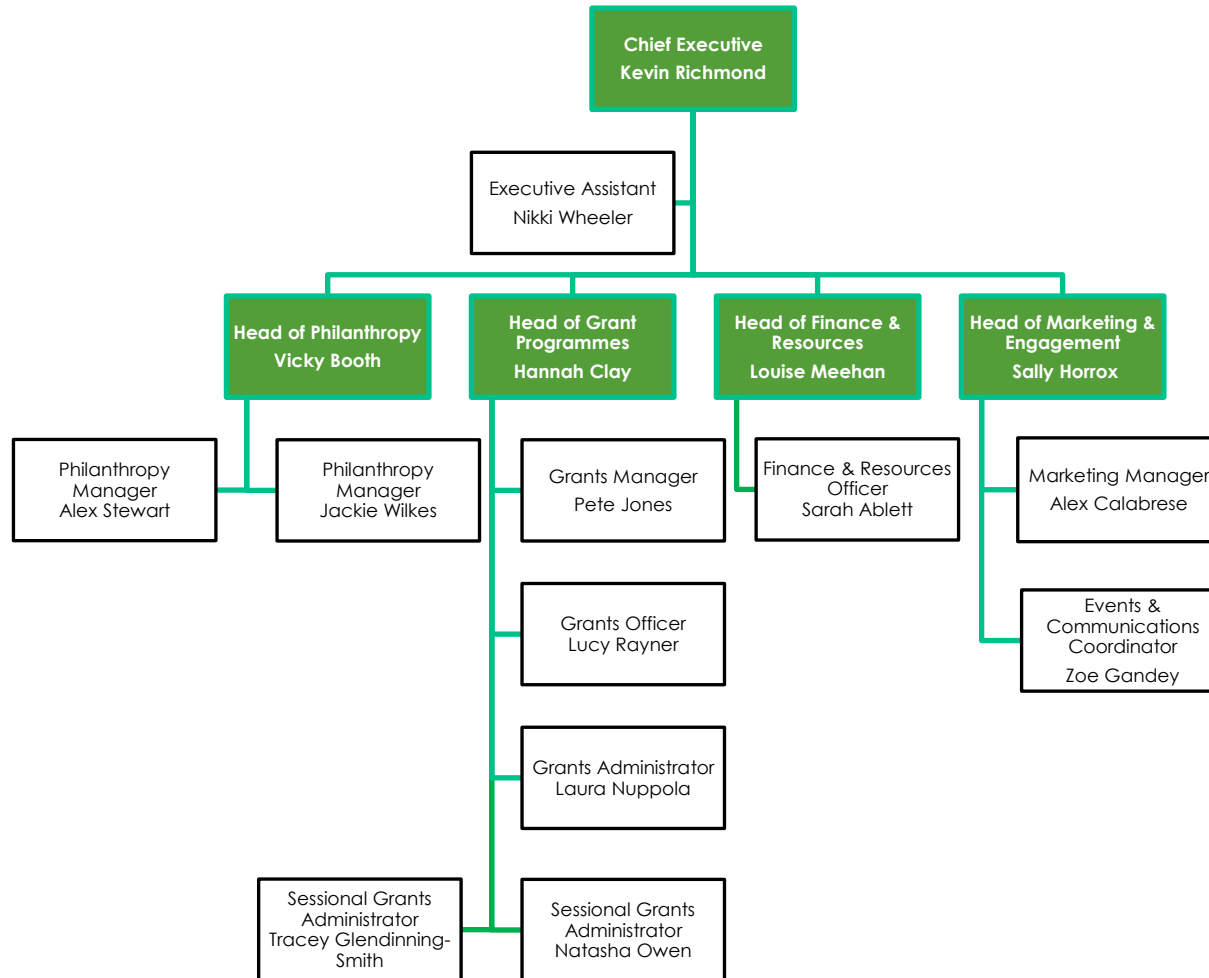 Chief Executive
Kevin Richmond
Executive Assistant
Nikki Wheeler
Head of Philanthropy
Vicky Booth
Head of Grant
Programmes
Hannah Clay
Head of Finance &
Resources
Louise Meehan
Head of Marketing &
Engagement
Sally Horrox
Philanthropy
Manager
Alex Stewart
Philanthropy
Manager
Jackie Wilkes
Grants Manager
Pete Jones
Finance & Resources
Officer
Sarah Ablett
Marketing Manager
Alex Calabrese
Grants Officer
Lucy Rayner
Events &
Communications
Coordinator
Zoe Gandey
Grants Administrator
Laura Nuppola
Sessional Grants
Administrator
Tracey Glendinning-
Smith
Sessional Grants
Administrator
Natasha Owen